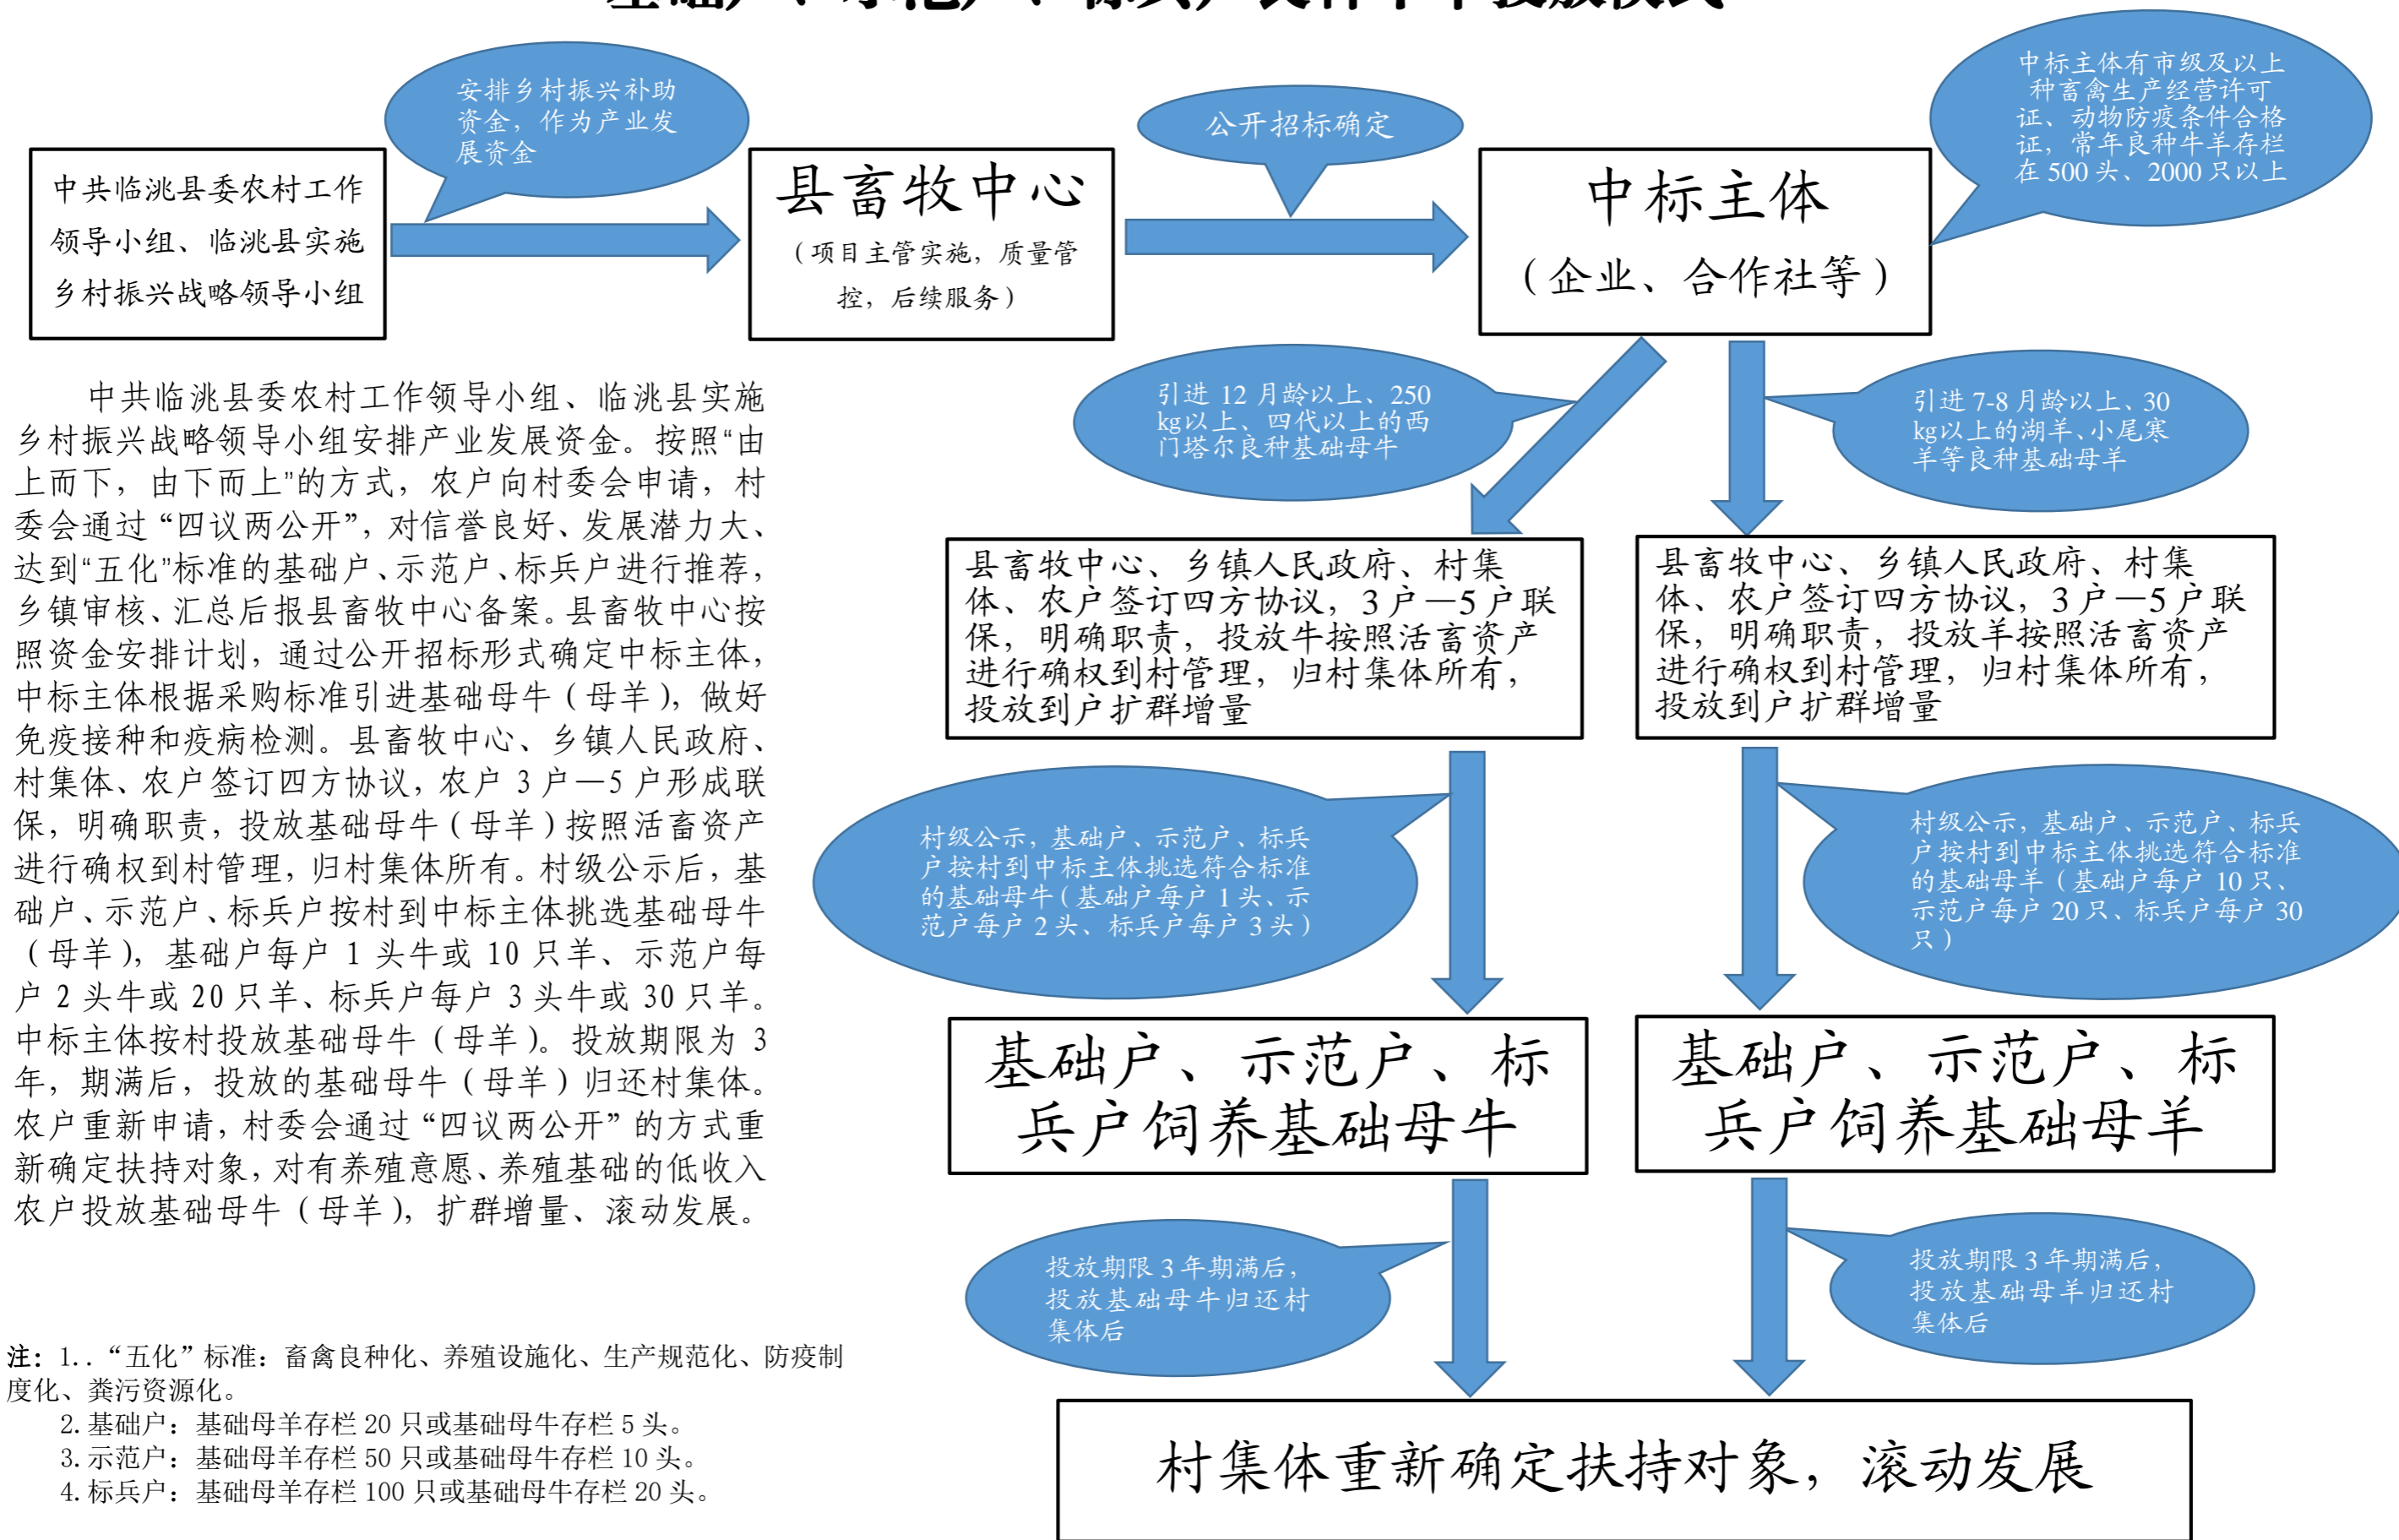 基础户、示范户、标兵户良种牛羊投放模式
安排乡村振兴补助
资金，作为产业发
展资金
公开招标确定
中标主体有市级及以上
种畜禽生产经营许可
证、动物防疫条件合格
证，常年良种牛羊存栏
在 500 头、2000 只以上
中共临洮县委农村工作
领导小组、临洮县实施
乡村振兴战略领导小组
县畜牧中心
（项目主管实施，质量管
控，后续服务）
中标主体
（企业、合作社等）
中共临洮县委农村工作领导小组、临洮县实施
乡村振兴战略领导小组安排产业发展资金。按照“由
上而下，由下而上”的方式，农户向村委会申请，村
委会通过“四议两公开”，对信誉良好、发展潜力大、
达到“五化”标准的基础户、示范户、标兵户进行推荐，
乡镇审核、汇总后报县畜牧中心备案。县畜牧中心按
照资金安排计划，通过公开招标形式确定中标主体，
中标主体根据采购标准引进基础母牛（母羊），做好
免疫接种和疫病检测。县畜牧中心、乡镇人民政府、
村集体、农户签订四方协议，农户 3 户—5 户形成联
保，明确职责，投放基础母牛（母羊）按照活畜资产
进行确权到村管理，归村集体所有。村级公示后，基
础户、示范户、标兵户按村到中标主体挑选基础母牛
（母羊），基础户每户 1 头牛或 10 只羊、示范户每
户 2 头牛或 20 只羊、标兵户每户 3 头牛或 30 只羊。
中标主体按村投放基础母牛（母羊）。投放期限为 3
年，期满后，投放的基础母牛（母羊）归还村集体。
农户重新申请，村委会通过“四议两公开”的方式重
新确定扶持对象，对有养殖意愿、养殖基础的低收入
农户投放基础母牛（母羊），扩群增量、滚动发展。
引进 12 月龄以上、250
kg以上、四代以上的西
门塔尔良种基础母牛
引进 7-8 月龄以上、30
kg以上的湖羊、小尾寒
羊等良种基础母羊
县畜牧中心、乡镇人民政府、村集
体、农户签订四方协议，3 户—5 户联
保，明确职责，投放牛按照活畜资产
进行确权到村管理，归村集体所有，
投放到户扩群增量
县畜牧中心、乡镇人民政府、村集
体、农户签订四方协议，3 户—5 户联
保，明确职责，投放羊按照活畜资产
进行确权到村管理，归村集体所有，
投放到户扩群增量
村级公示，基础户、示范户、标兵
户按村到中标主体挑选符合标准
的基础母牛（基础户每户 1 头、示
范户每户 2 头、标兵户每户 3 头）
村级公示，基础户、示范户、标兵
户按村到中标主体挑选符合标准
的基础母羊（基础户每户 10 只、
示范户每户 20 只、标兵户每户 30
只）
基础户、示范户、标
兵户饲养基础母牛
基础户、示范户、标
兵户饲养基础母羊
投放期限 3 年期满后，
投放基础母牛归还村
集体后
投放期限 3 年期满后，
投放基础母羊归还村
集体后
村集体重新确定扶持对象，滚动发展
注：1..“五化”标准：畜禽良种化、养殖设施化、生产规范化、防疫制
度化、粪污资源化。
2.基础户：基础母羊存栏 20 只或基础母牛存栏 5 头。
3.示范户：基础母羊存栏 50 只或基础母牛存栏 10 头。
4.标兵户：基础母羊存栏 100 只或基础母牛存栏 20 头。